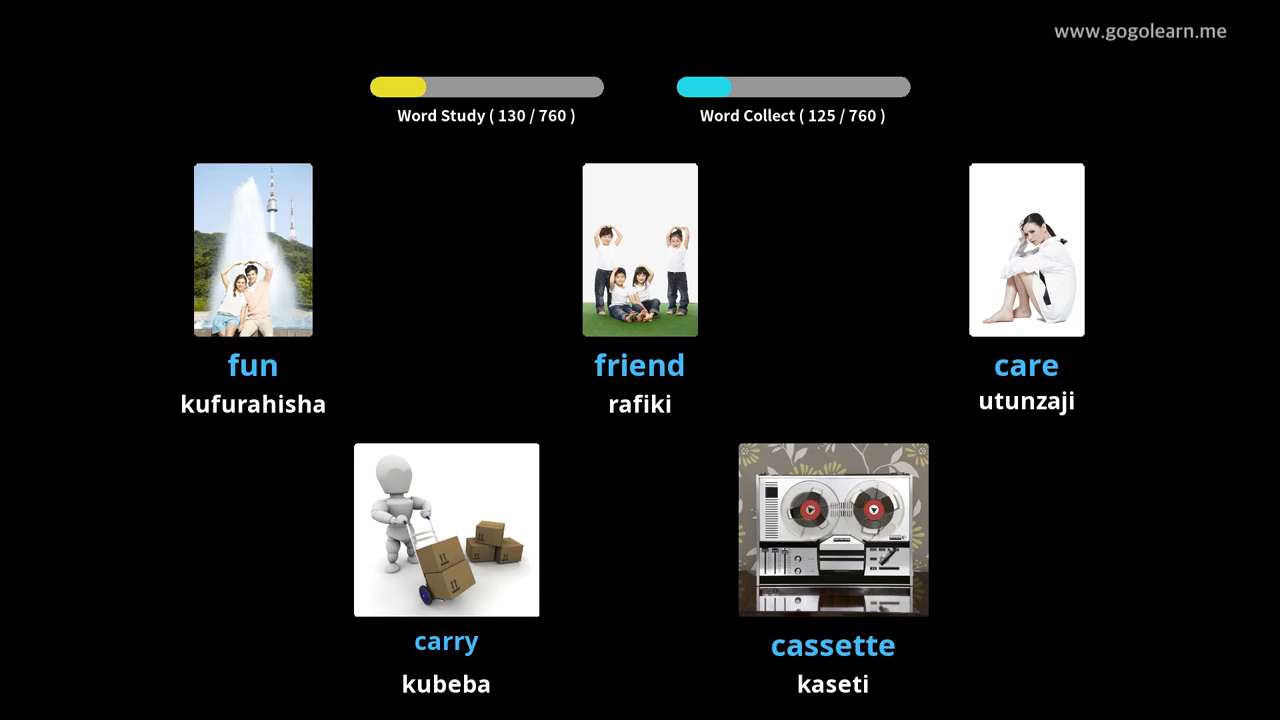 www.gogolearn.me
Word Study ( 130 / 760 )
Word Collect ( 125 / 760 )
fun
kufurahisha
friend
rafiki
care
utunzaji
carry
kubeba
cassette
kaseti